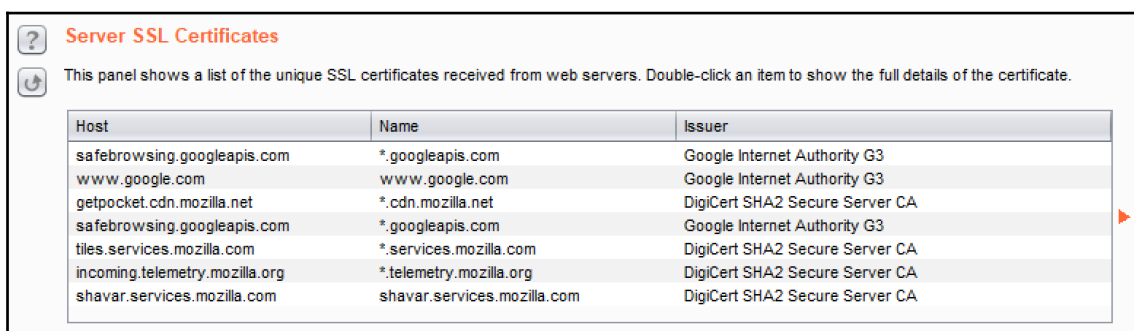 Server SSL Certificates
This panel shows a list of the unique SSL certificates received from web servers. Double-click an item to show the full details of the certificate.
Host Name Issuer
safebrowsing.googleapis.com *.googleapis.com Google Internet Authority G3
www.google.com www.google.com Google Internet Authority G3
getpocket.cdn.mozilla.net *.cdn.mozilla.net DigiCert SHA2 Secure Server CA
safebrowsing.googleapis.com *.googleapis.com Google Internet Authority G3
tiles.services.mozilla.com *.services.mozilla.com DigiCert SHA2 Secure Server CA
incoming.telemetry.mozilla.org *.telemetry.mozilla.org DigiCert SHA2 Secure Server CA
shavar.services.mozilla.com shavar.services.mozilla.com DigiCert SHA2 Secure Server CA